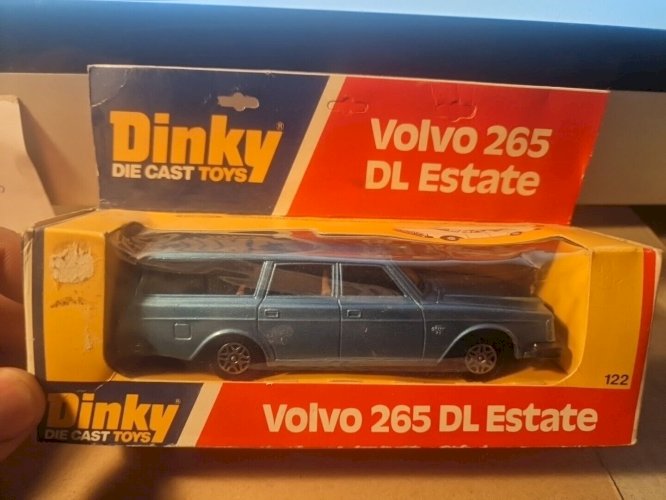 Dinky®
DIE CAST TOYS
Volvo 265
DL Estate
122
Dinky
DIE CAST TOYS
Volvo 265 DL Estate